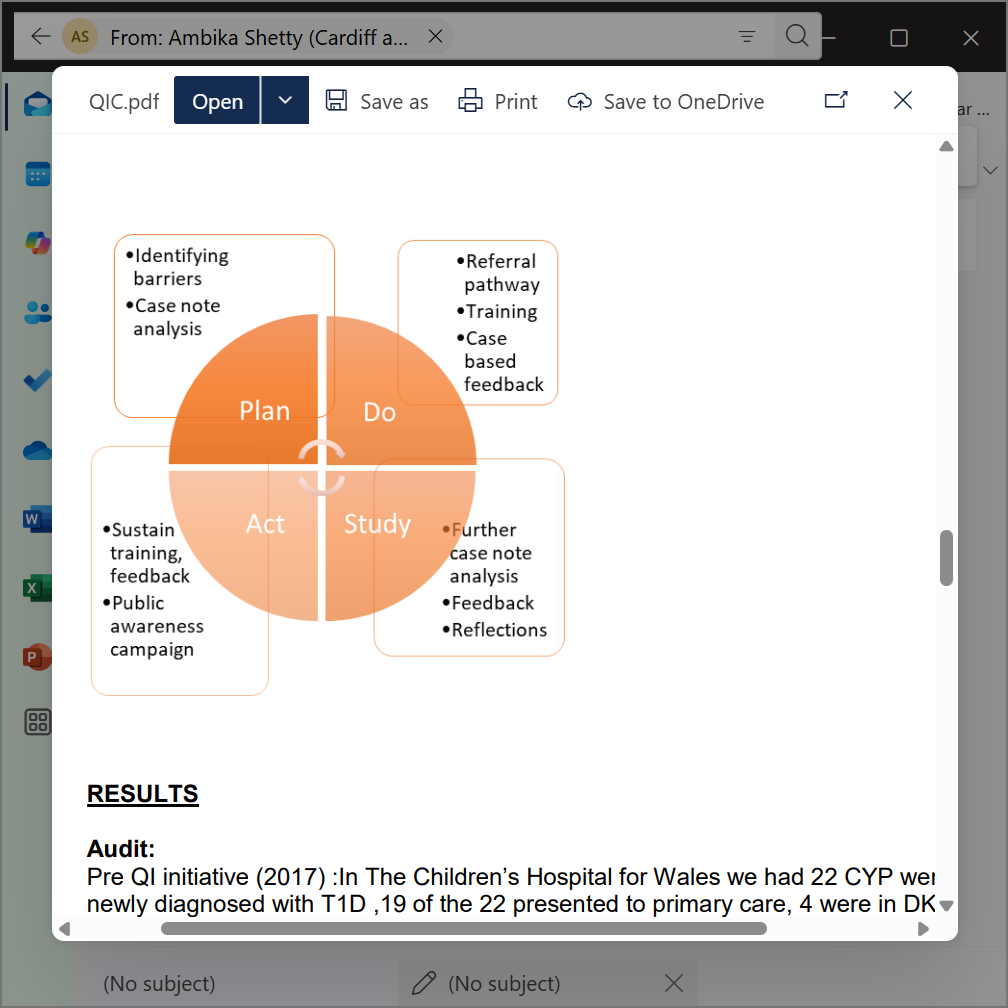 AS From: Ambika Shetty (Cardiff a...
QIC.pdf Open Save as Print Save to OneDrive
ar ...
•Identifying
barriers
•Case note
analysis
•Referral
pathway
•Training
•Case
based
feedback
Plan
Do
Act
Study
•Sustain
training,
feedback
•Public
awareness
campaign
•Further
case note
analysis
•Feedback
•Reflections
RESULTS
Audit:
Pre QI initiative (2017) :In The Children’s Hospital for Wales we had 22 CYP wer
newly diagnosed with T1D ,19 of the 22 presented to primary care, 4 were in DK
W
X
P
(No subject)
(No subject)